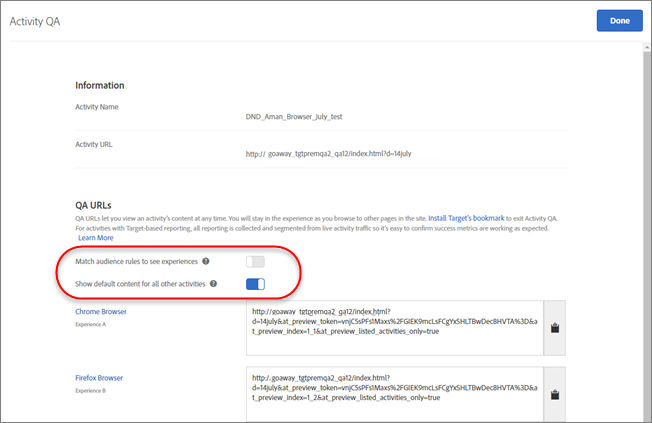 Activity QA
Done
Information
Activity Name
DND_Aman_Browser_July_test
Activity URL
http:// goaway_tgtpremqa2_qa12/index.html?d=14july
QA URLs
QA URLs let you view an activity's content at any time. You will stay in the experience as you browse to other pages in the site. Install Target's bookmark to exit Activity QA.
For activities with Target-based reporting, all reporting is collected and segmented from live activity traffic so it's easy to confirm success metrics are working as expected.
Learn More
Match audience rules to see experiences ?
Show default content for all other activities ?
Chrome Browser
Experience A
http://goaway_tgtpremqa2_qa12/index.html?
d=14july&at_preview_token=vnjC5sPFs1Maxs%2FGIEK9mcLsFCgYxSHLTBwDec8HVTA%3D&a
t_preview_index=1_1&at_preview_listed_activities_only=true
Firefox Browser
Experience B
http:/.goaway_tgtpremqa2_qa12/index.html?
d=14july&at_preview_token=vnjC5sPFs1Maxs%2FGIEK9mcLsFCgYxSHLTBwDec8HVTA%3D&a
t_preview_index=1_2&at_preview_listed_activities_only=true